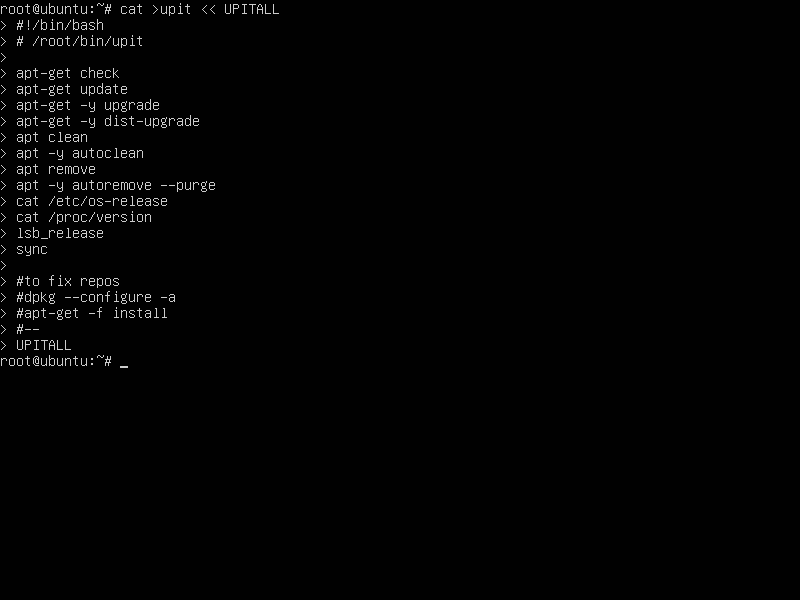 root@ubuntu:~# cat >upit << UPITALL
> #!/bin/bash
> # /root/bin/upit
>
> apt-get check
> apt-get update
> apt-get -y upgrade
> apt-get -y dist-upgrade
> apt clean
> apt -y autoclean
> apt remove
> apt -y autoremove --purge
> cat /etc/os-release
> cat /proc/version
> lsb_release
> sync
>
> #to fix repos
> #dpkg --configure -a
> #apt-get -f install
> #--
> UPITALL
root@ubuntu:~# _